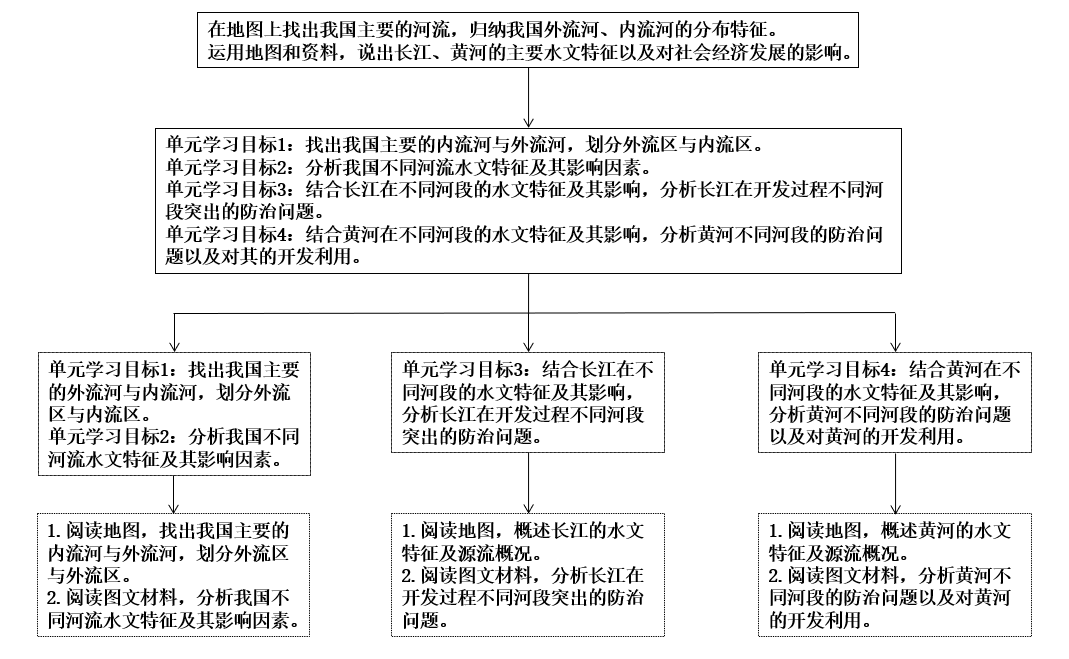 在地图上找出我国主要的河流，归纳我国外流河、内流河的分布特征。
运用地图和资料，说出长江、黄河的主要水文特征以及对社会经济发展的影响。
单元学习目标1：找出我国主要的内流河与外流河，划分外流区与内流区。
单元学习目标2：分析我国不同河流水文特征及其影响因素。
单元学习目标3：结合长江在不同河段的水文特征及其影响，分析长江在开发过程不同河
段突出的防治问题。
单元学习目标4：结合黄河在不同河段的水文特征及其影响，分析黄河不同河段的防治问
题以及对其的开发利用。
单元学习目标1：找出我国主要
的外流河与内流河，划分外流
区与内流区。
单元学习目标2：分析我国不同
河流水文特征及其影响因素。
单元学习目标3：结合长江在不
同河段的水文特征及其影响，
分析长江在开发过程不同河段
突出的防治问题。
单元学习目标4：结合黄河在不
同河段的水文特征及其影响，
分析黄河不同河段的防治问题
以及对黄河的开发利用。
1.阅读地图，找出我国主要的
内流河与外流河，划分外流区
与外流区。
2.阅读图文材料，分析我国不
同河流水文特征及其影响因素。
1.阅读地图，概述长江的水文
特征及源流概况。
2.阅读图文材料，分析长江在
开发过程不同河段突出的防治
问题。
1.阅读地图，概述黄河的水文
特征及源流概况。
2.阅读图文材料，分析黄河不
同河段的防治问题以及对黄河
的开发利用。